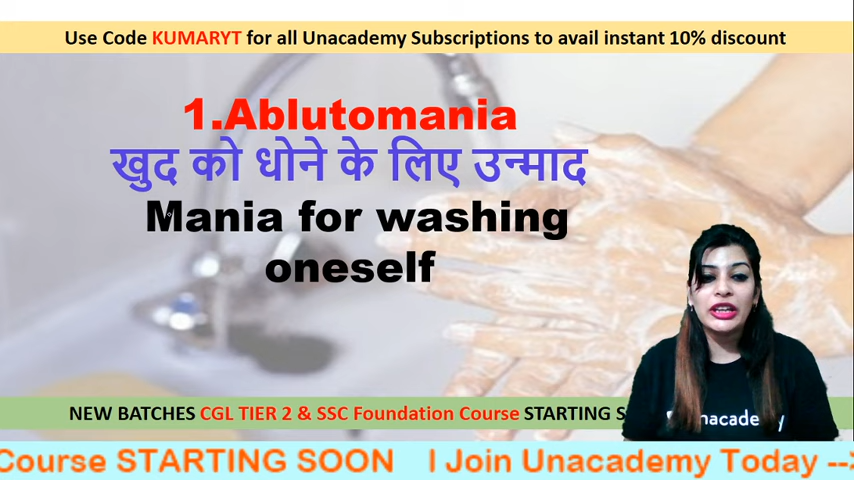 Use Code KUMARYT for all Unacademy Subscriptions to avail instant 10% discount
1.Ablutomania
खुद को धोने के लिए उन्माद
Mania for washing
oneself
NEW BATCHES CGL TIER 2 & SSC Foundation Course STARTING S
unacademy
Course STARTING SOON I Join Unacademy Today -->